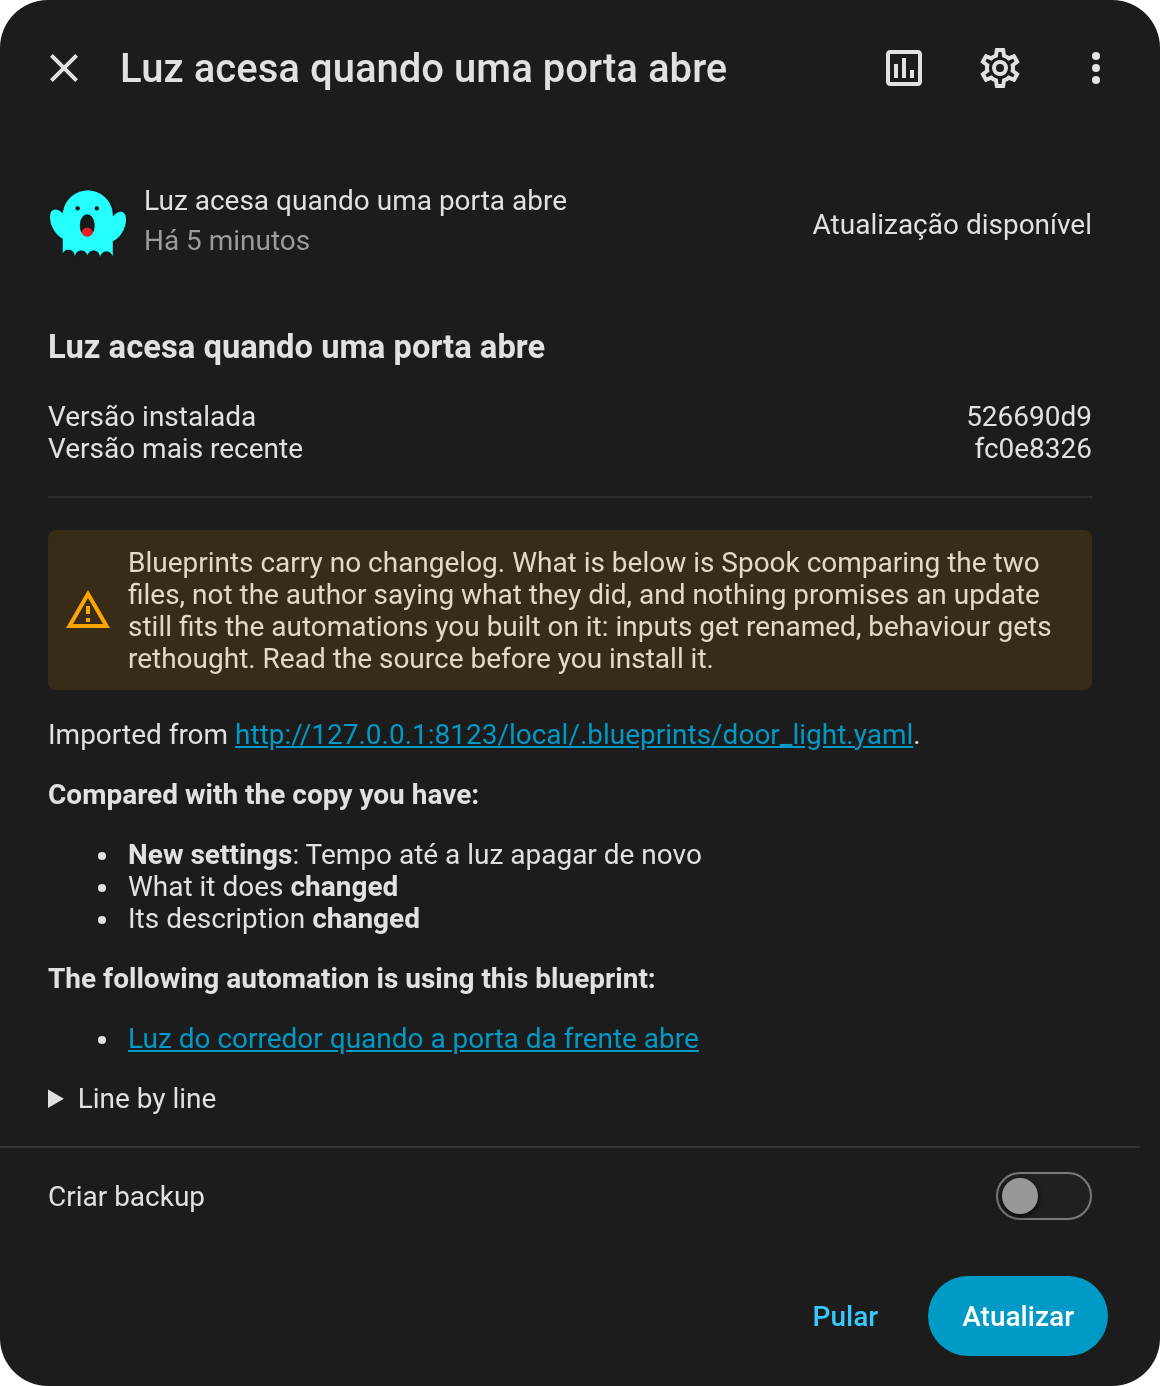 Luz acesa quando uma porta abre
Luz acesa quando uma porta abre
Há 5 minutos
Atualização disponível
Luz acesa quando uma porta abre
Versão instalada 526690d9
Versão mais recente fc0e8326
Blueprints carry no changelog. What is below is Spook comparing the two
files, not the author saying what they did, and nothing promises an update
still fits the automations you built on it: inputs get renamed, behaviour gets
rethought. Read the source before you install it.
Imported from http://127.0.0.1:8123/local/.blueprints/door_light.yaml.
Compared with the copy you have:
• New settings: Tempo até a luz apagar de novo
• What it does changed
• Its description changed
The following automation is using this blueprint:
• Luz do corredor quando a porta da frente abre
Line by line
Criar backup
Pular
Atualizar